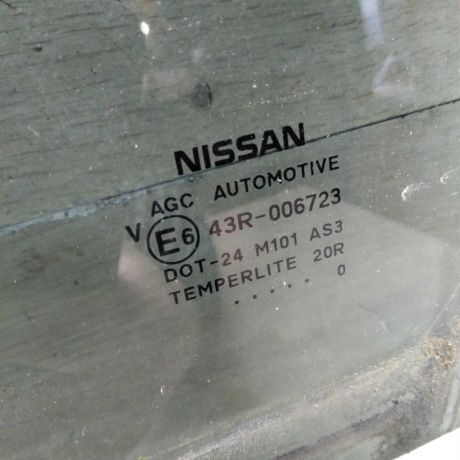 NISSAN
AGC AUTOMOTIVE
V E6 43R-006723
DOT-24 M101 AS3
TEMPERLITE 20R
. . . . . 0